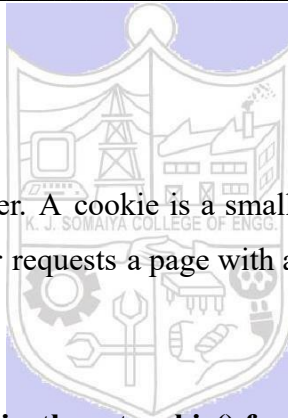 er. A cookie is a small
K. J. SOMAIYA COLLEGE OF ENGG.
r requests a page with a